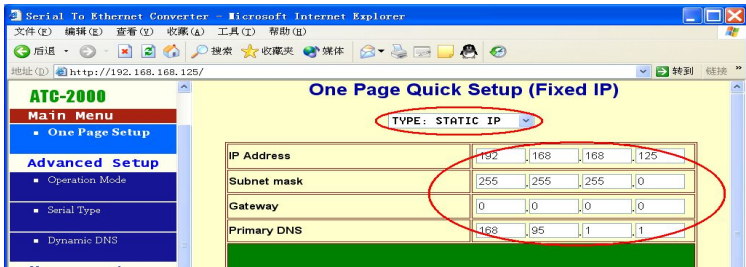 Serial To Ethernet Converter - Microsoft Internet Explorer
文件(F) 编辑(E) 查看(V) 收藏(A) 工具(T) 帮助(H)
后退 搜索 收藏夹 媒体
地址(D) http://192.168.168.125/ 转到 链接 »
ATC-2000
Main Menu
One Page Setup
Advanced Setup
Operation Mode
Serial Type
Dynamic DNS
One Page Quick Setup (Fixed IP)
TYPE: STATIC IP
IP Address 192 .168 .168 .125
Subnet mask 255 .255 .255 .0
Gateway 0 .0 .0 .0
Primary DNS 168 .95 .1 .1